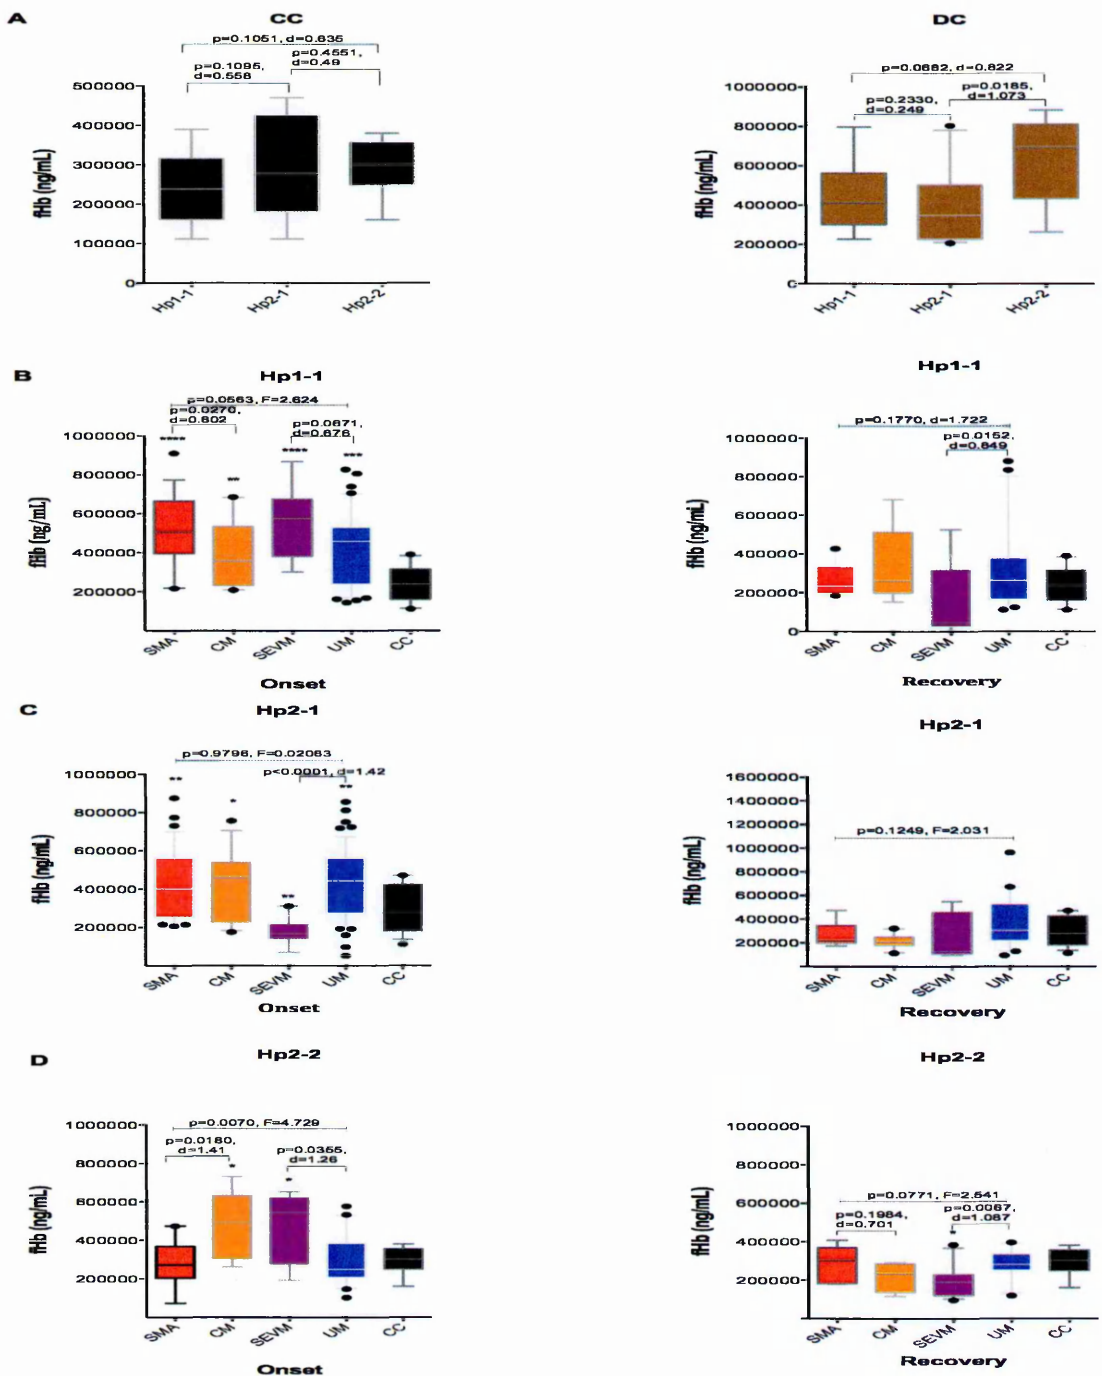 A
CC
p=0.1051, d=0.835
p=0.1095,
d=0.558
p=0.4551,
d=0.49
fHb (ng/mL)
500000
400000
300000
200000
100000
0
Hp1-1
Hp2-1
Hp2-2
DC
p=0.0682, d=0.822
p=0.2330,
d=0.249
p=0.0185,
d=1.073
fHb (ng/mL)
1000000
800000
600000
400000
200000
0
Hp1-1
Hp2-1
Hp2-2
B
Hp1-1
p=0.0563, F=2.624
p=0.0270,
d=0.802
p=0.0871,
d=0.676
****
**
****
***
fHb (ng/mL)
1000000
800000
600000
400000
200000
SMA
CM
SEVM
UM
CC
Onset
Hp1-1
p=0.1770, d=1.722
p=0.0152,
d=0.849
fHb (ng/mL)
1000000
800000
600000
400000
200000
0
SMA
CM
SEVM
UM
CC
Recovery
C
Hp2-1
p=0.9796, F=0.02063
p<0.0001, d=1.42
**
*
**
**
fHb (ng/mL)
1000000
800000
600000
400000
200000
SMA
CM
SEVM
UM
CC
Onset
Hp2-1
p=0.1249, F=2.031
fHb (ng/mL)
1600000
1400000
1200000
1000000
800000
600000
400000
200000
SMA
CM
SEVM
UM
CC
Recovery
D
Hp2-2
p=0.0070, F=4.729
p=0.0180,
d=1.41
p=0.0355,
d=1.26
*
*
fHb (ng/mL)
1000000
800000
600000
400000
200000
SMA
CM
SEVM
UM
CC
Onset
Hp2-2
p=0.0771, F=2.541
p=0.1984,
d=0.701
p=0.0067,
d=1.087
*
fHb (ng/mL)
1000000
800000
600000
400000
200000
SMA
CM
SEVM
UM
CC
Recovery